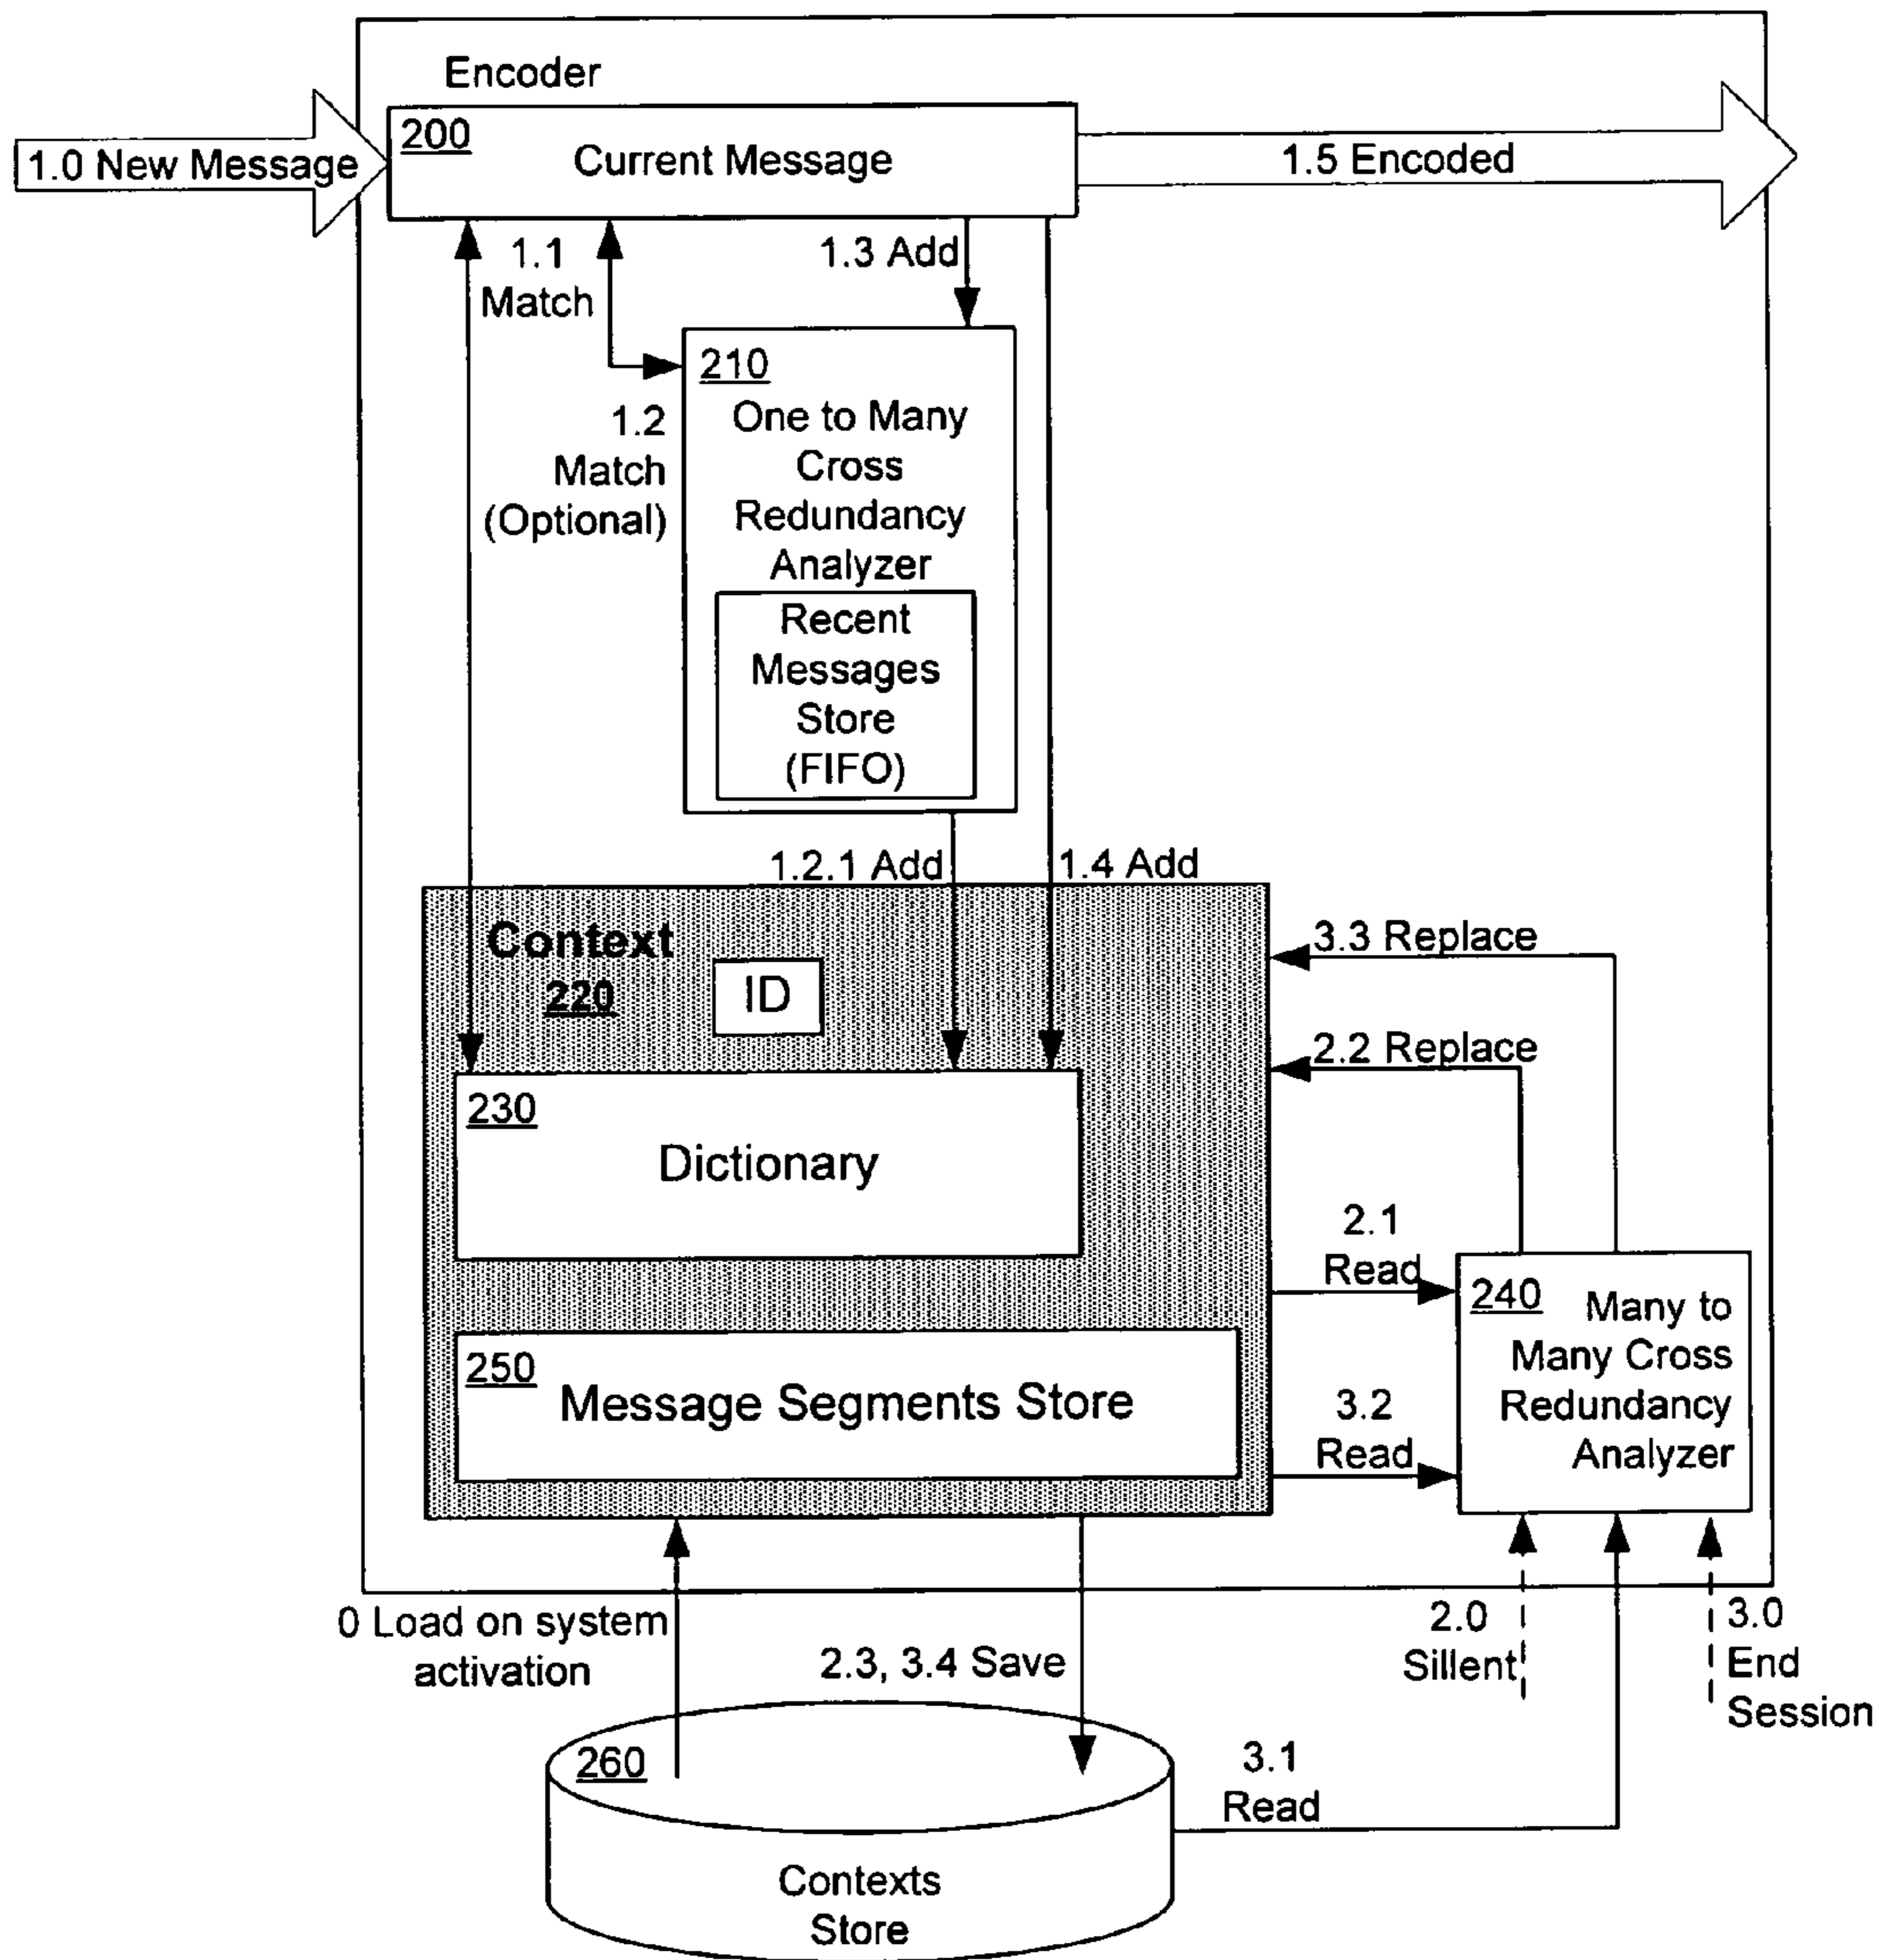 Encoder
200
1.0 New Message
Current Message
1.5 Encoded
1.1
Match
1.3 Add
210
One to Many
Cross
Redundancy
Analyzer
1.2
Match
(Optional)
Recent
Messages
Store
(FIFO)
1.2.1 Add
1.4 Add
Context
220
ID
3.3 Replace
2.2 Replace
230
Dictionary
2.1
Read
240
Many to
Many Cross
Redundancy
Analyzer
250
Message Segments Store
3.2
Read
0 Load on system
activation
2.3, 3.4 Save
2.0
Sillent
3.0
End
Session
260
3.1
Read
Contexts
Store